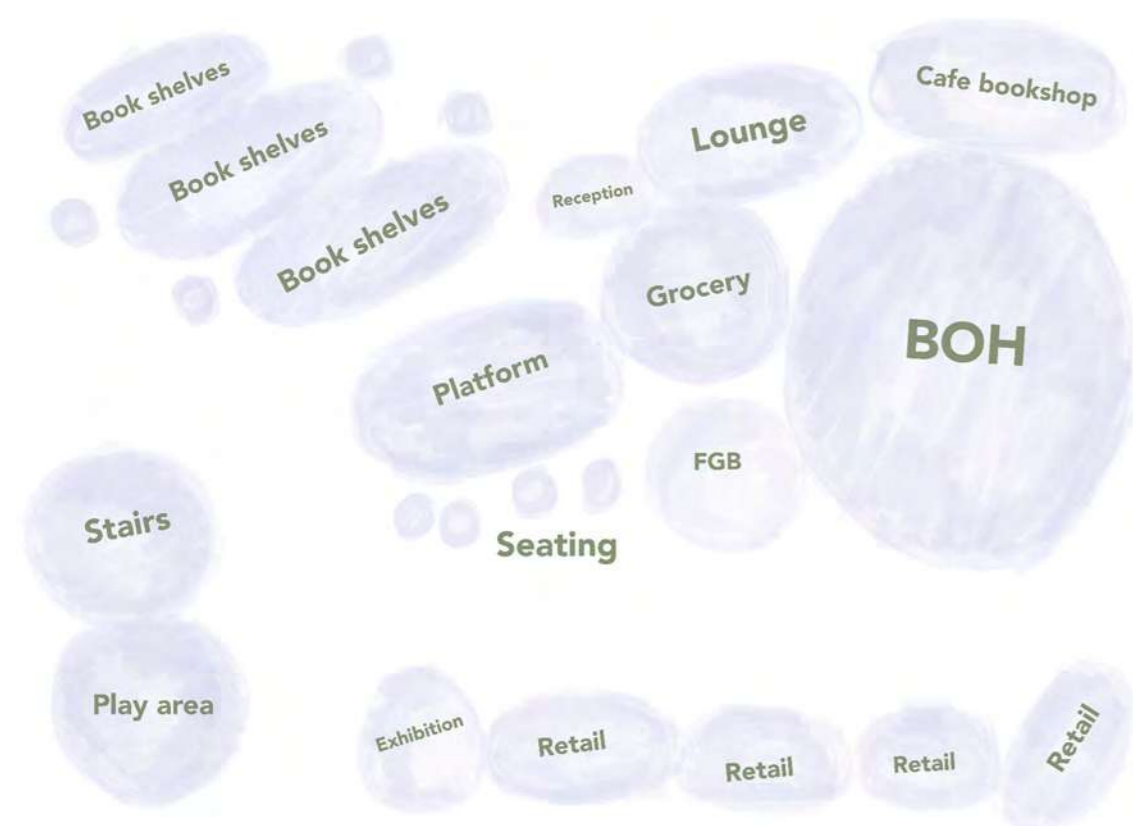 Book shelves
Book shelves
Book shelves
Cafe bookshop
Lounge
Reception
Grocery
BOH
Platform
FGB
Stairs
Seating
Play area
Exhibition
Retail
Retail
Retail
Retail